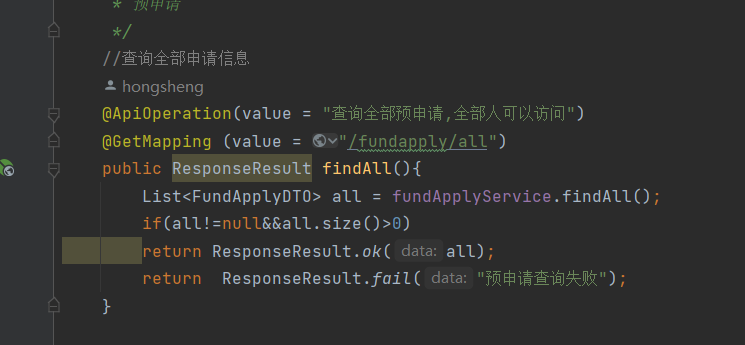 * 预申请
*/
//查询全部申请信息
hongsheng
@ApiOperation(value = "查询全部预申请,全部人可以访问")
@GetMapping (value = "/fundapply/all")
public ResponseResult findAll(){
List<FundApplyDTO> all = fundApplyService.findAll();
if(all!=null&&all.size()>0)
return ResponseResult.ok( data: all);
return  ResponseResult.fail( data: "预申请查询失败");
}